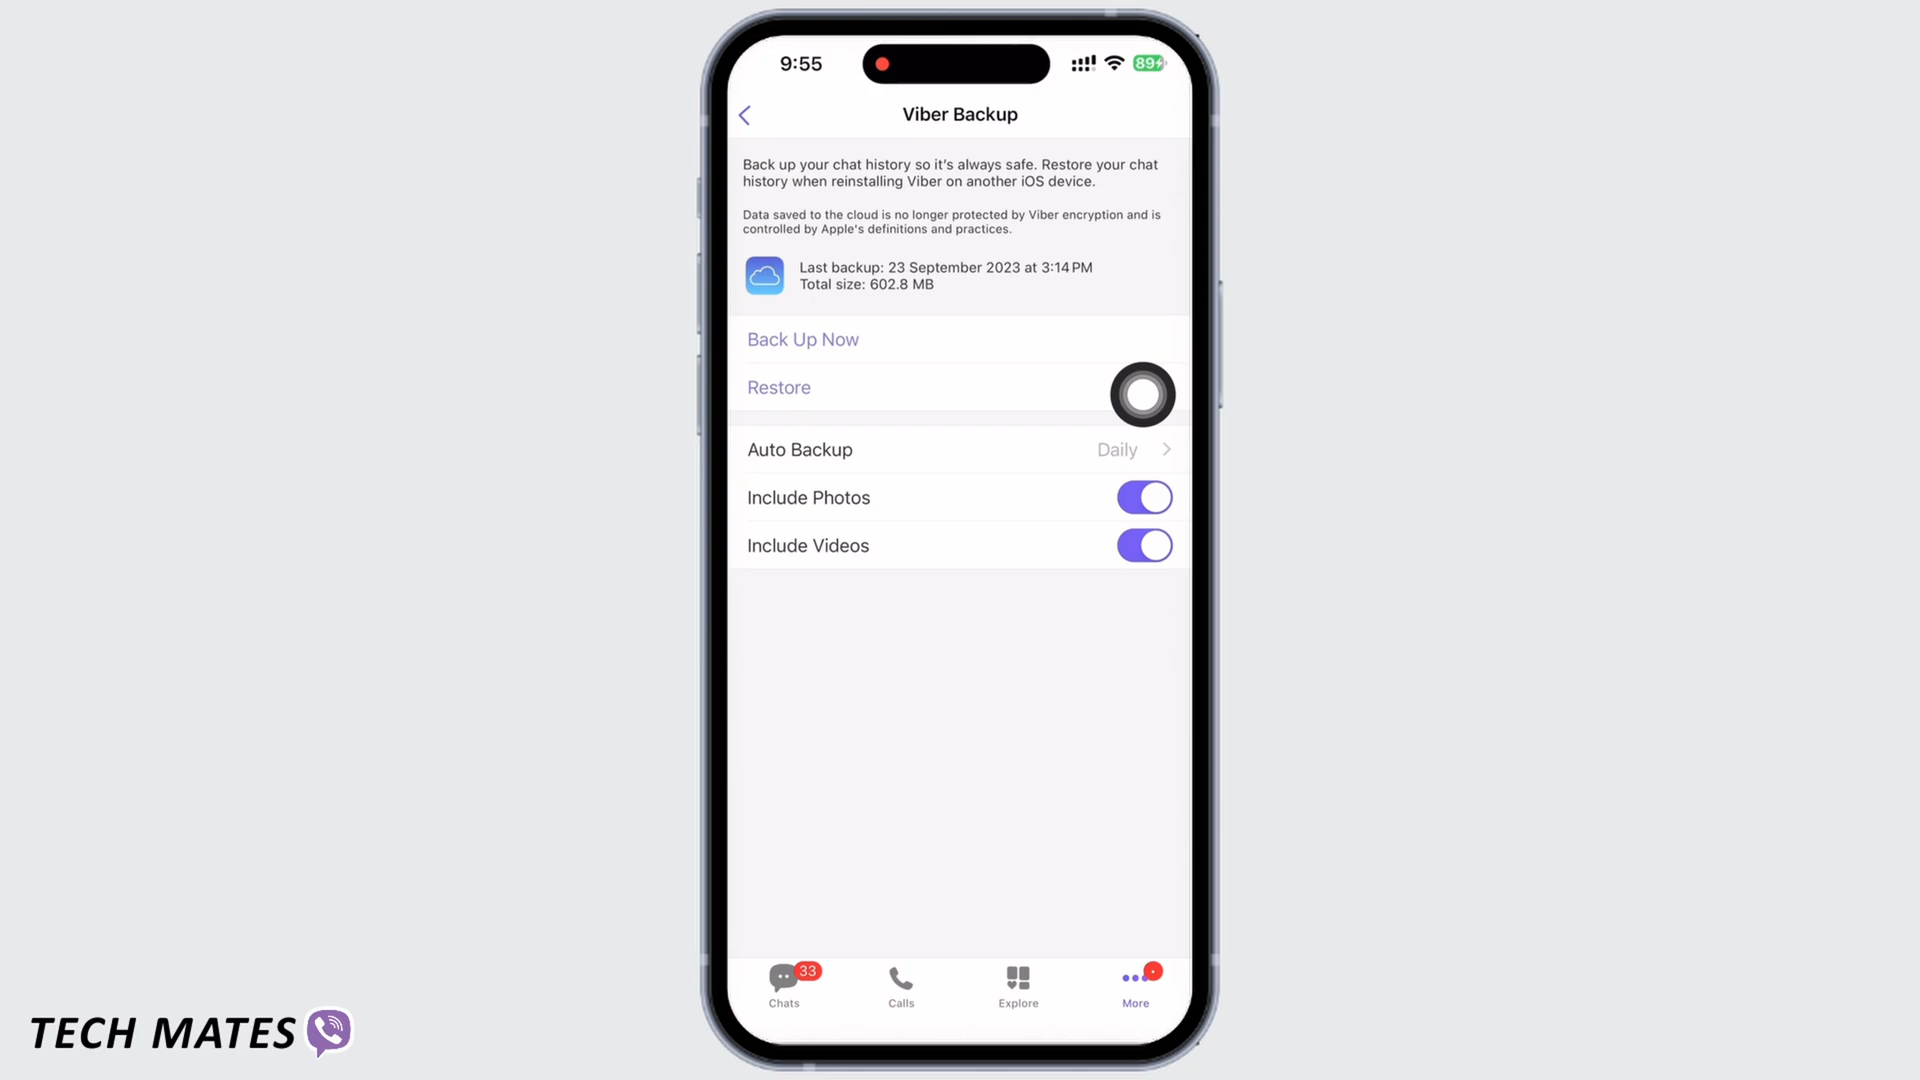 9:55
89
Viber Backup
Back up your chat history so it's always safe. Restore your chat
history when reinstalling Viber on another iOS device.
Data saved to the cloud is no longer protected by Viber encryption and is
controlled by Apple's definitions and practices.
Last backup: 23 September 2023 at 3:14 PM
Total size: 602.8 MB
Back Up Now
Restore
Auto Backup Daily
Include Photos
Include Videos
33
Chats Calls Explore More
TECH MATES